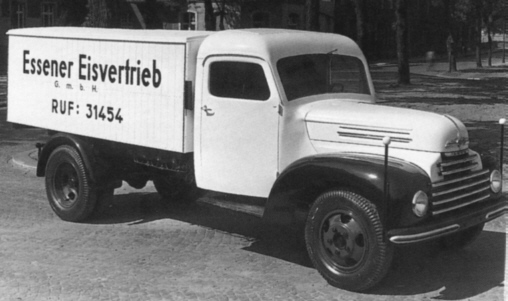 Essener Eisvertrieb
G. m. b. H.
RUF: 31454